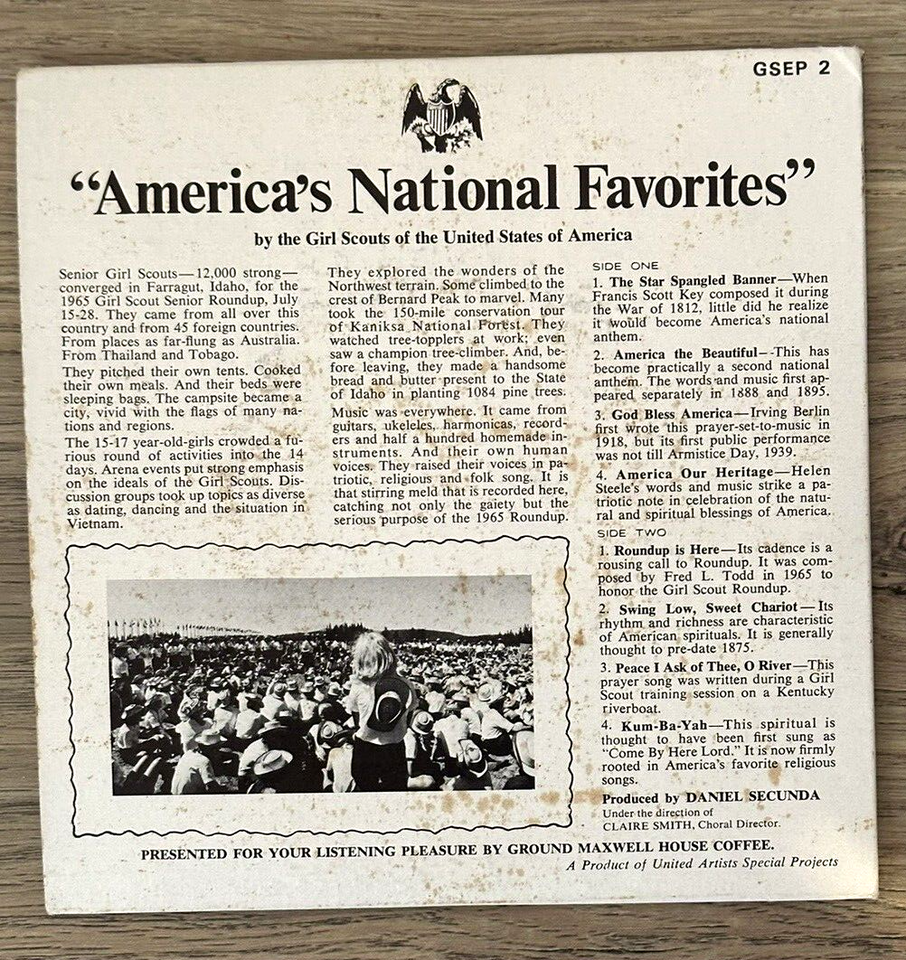 GSEP 2
“America’s National Favorites”
by the Girl Scouts of the United States of America
Senior Girl Scouts—12,000 strong—
converged in Farragut, Idaho, for the
1965 Girl Scout Senior Roundup, July
15-28. They came from all over this
country and from 45 foreign countries.
From places as far-flung as Australia.
From Thailand and Tobago.
They pitched their own tents. Cooked
their own meals. And their beds were
sleeping bags. The campsite became a
city, vivid with the flags of many na-
tions and regions.
The 15-17 year-old-girls crowded a fu-
rious round of activities into the 14
days. Arena events put strong emphasis
on the ideals of the Girl Scouts. Dis-
cussion groups took up topics as diverse
as dating, dancing and the situation in
Vietnam.
They explored the wonders of the
Northwest terrain. Some climbed to the
crest of Bernard Peak to marvel. Many
took the 150-mile conservation tour
of Kaniksa National Forest. They
watched tree-topplers at work; even
saw a champion tree-climber. And, be-
fore leaving, they made a handsome
bread and butter present to the State
of Idaho in planting 1084 pine trees.
Music was everywhere. It came from
guitars, ukeleles, harmonicas, record-
ers and half a hundred homemade in-
struments. And their own human
voices. They raised their voices in pa-
triotic, religious and folk song. It is
that stirring meld that is recorded here,
catching not only the gaiety but the
serious purpose of the 1965 Roundup.
SIDE ONE
1. The Star Spangled Banner—When
Francis Scott Key composed it during
the War of 1812, little did he realize
it would become America's national
anthem.
2. America the Beautiful—This has
become practically a second national
anthem. The words and music first ap-
peared separately in 1888 and 1895.
3. God Bless America—Irving Berlin
first wrote this prayer-set-to-music in
1918, but its first public performance
was not till Armistice Day, 1939.
4. America Our Heritage—Helen
Steele's words and music strike a pa-
triotic note in celebration of the natu-
ral and spiritual blessings of America.
SIDE TWO
1. Roundup is Here—Its cadence is a
rousing call to Roundup. It was com-
posed by Fred L. Todd in 1965 to
honor the Girl Scout Roundup.
2. Swing Low, Sweet Chariot—Its
rhythm and richness are characteristic
of American spirituals. It is generally
thought to pre-date 1875.
3. Peace I Ask of Thee, O River—This
prayer song was written during a Girl
Scout training session on a Kentucky
riverboat.
4. Kum-Ba-Yah—This spiritual is
thought to have been first sung as
“Come By Here Lord.” It is now firmly
rooted in America's favorite religious
songs.
Produced by DANIEL SECUNDA
Under the direction of
CLAIRE SMITH, Choral Director.
PRESENTED FOR YOUR LISTENING PLEASURE BY GROUND MAXWELL HOUSE COFFEE.
A Product of United Artists Special Projects